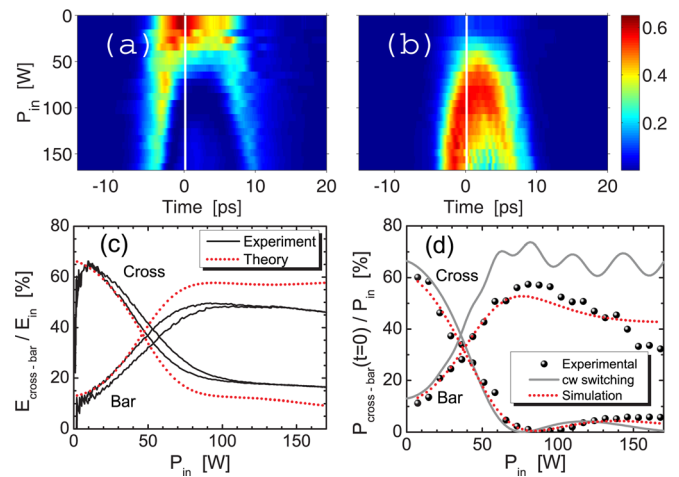 0
50
100
150
P_in [W]
(a)
-10
0
10
20
Time [ps]
(b)
-10
0
10
20
Time [ps]
0.6
0.4
0.2
80
60
40
20
0
E_cross-bar / E_in [%]
(c)
Experiment
Theory
Cross
Bar
0
50
100
150
P_in [W]
80
60
40
20
0
P_cross-bar(t=0) / P_in [%]
(d)
Cross
Bar
Experimental
cw switching
Simulation
0
50
100
150
P_in [W]